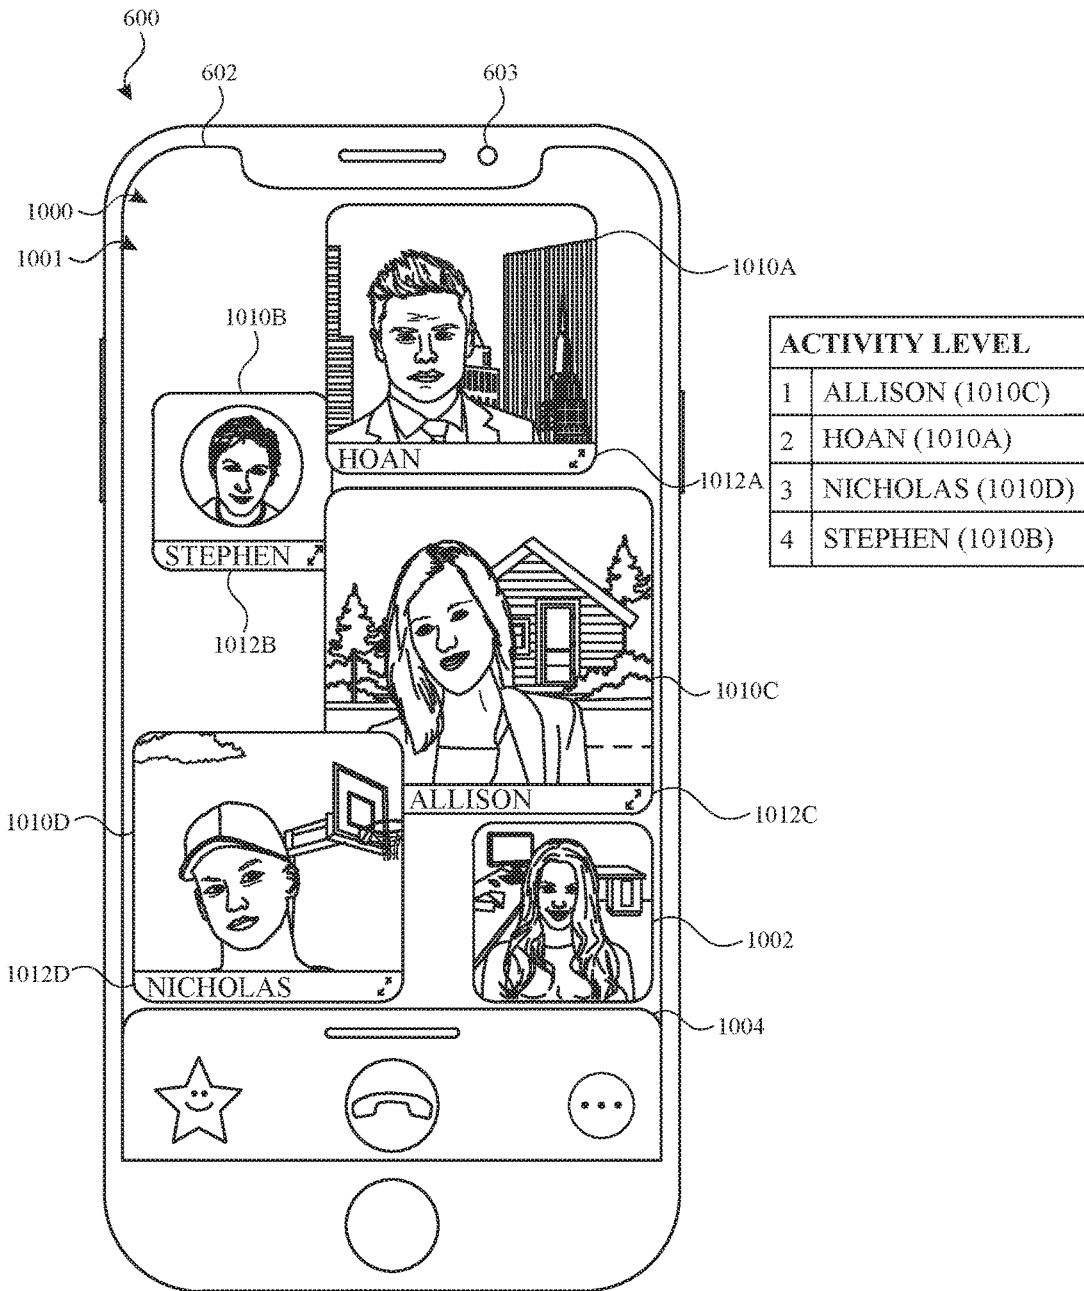 600
602
603
1000
1001
1010A
1010B
HOAN
1012A
STEPHEN
1012B
1010C
ALLISON
1012C
1010D
1012D
NICHOLAS
1002
1004
ACTIVITY LEVEL
1 ALLISON (1010C)
2 HOAN (1010A)
3 NICHOLAS (1010D)
4 STEPHEN (1010B)